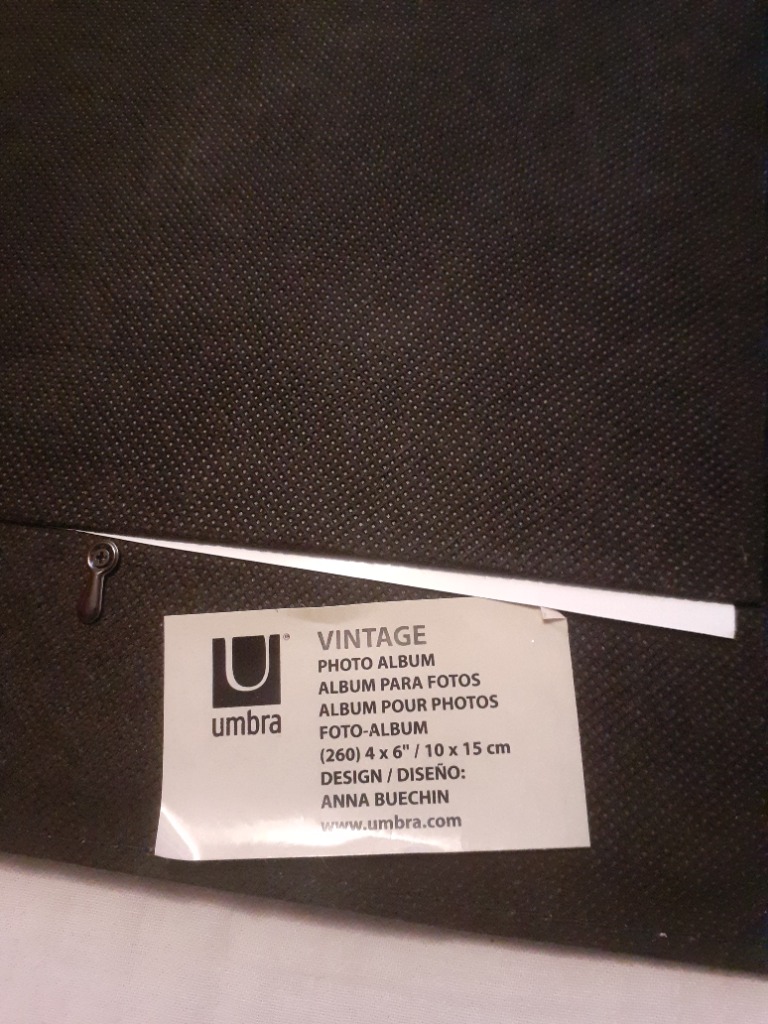 U®
umbra
VINTAGE
PHOTO ALBUM
ALBUM PARA FOTOS
ALBUM POUR PHOTOS
FOTO-ALBUM
(260) 4 x 6" / 10 x 15 cm
DESIGN / DISEÑO:
ANNA BUECHIN
www.umbra.com